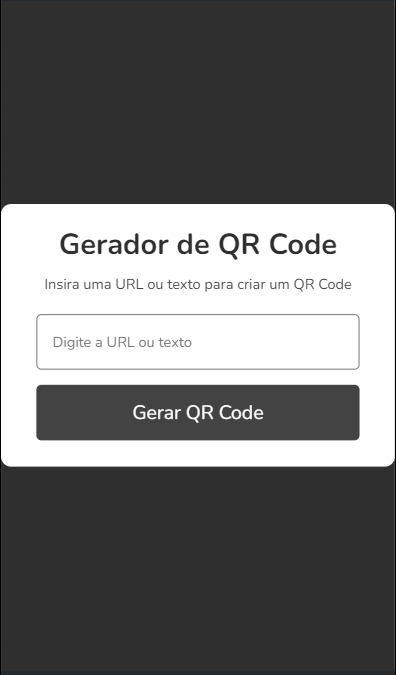 Gerador de QR Code
Insira uma URL ou texto para criar um QR Code
Digite a URL ou texto
Gerar QR Code